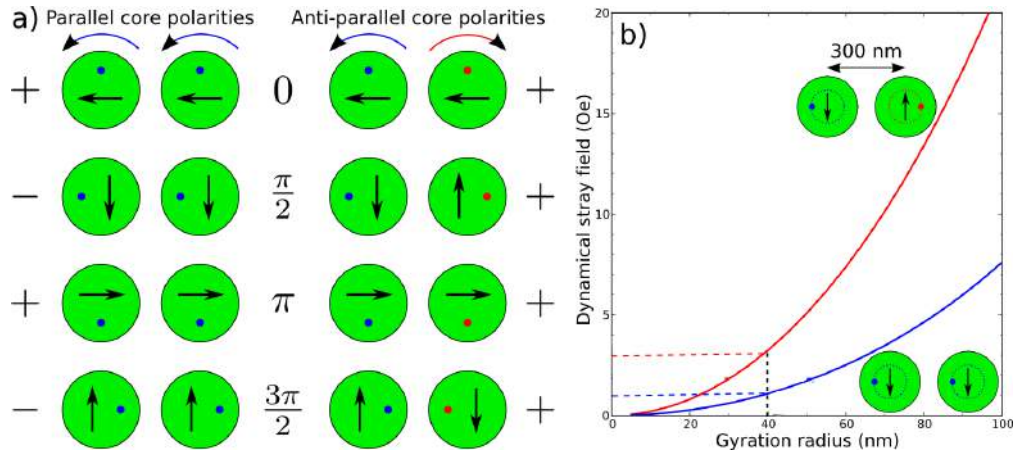 a)
Parallel core polarities
Anti-parallel core polarities
+ 0 +
- π/2 +
+ π +
- 3π/2 +
b)
20
15
10
5
0
Dynamical stray field (Oe)
300 nm
0 20 40 60 80 100
Gyration radius (nm)